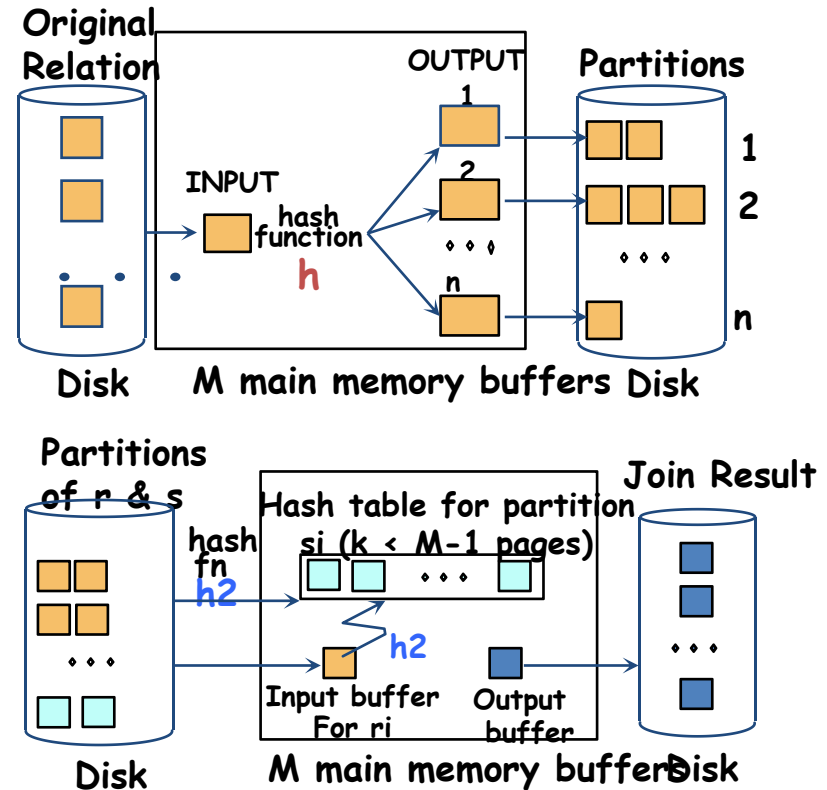 Original
Relation
OUTPUT
Partitions
1
INPUT
2
hash
function
h
n
1
2
n
Disk
M main memory buffers
Disk
Partitions
of r & s
Join Result
Hash table for partition
si (k < M-1 pages)
hash
fn
h2
h2
Input buffer
For ri
Output
buffer
Disk
M main memory buffers
Disk